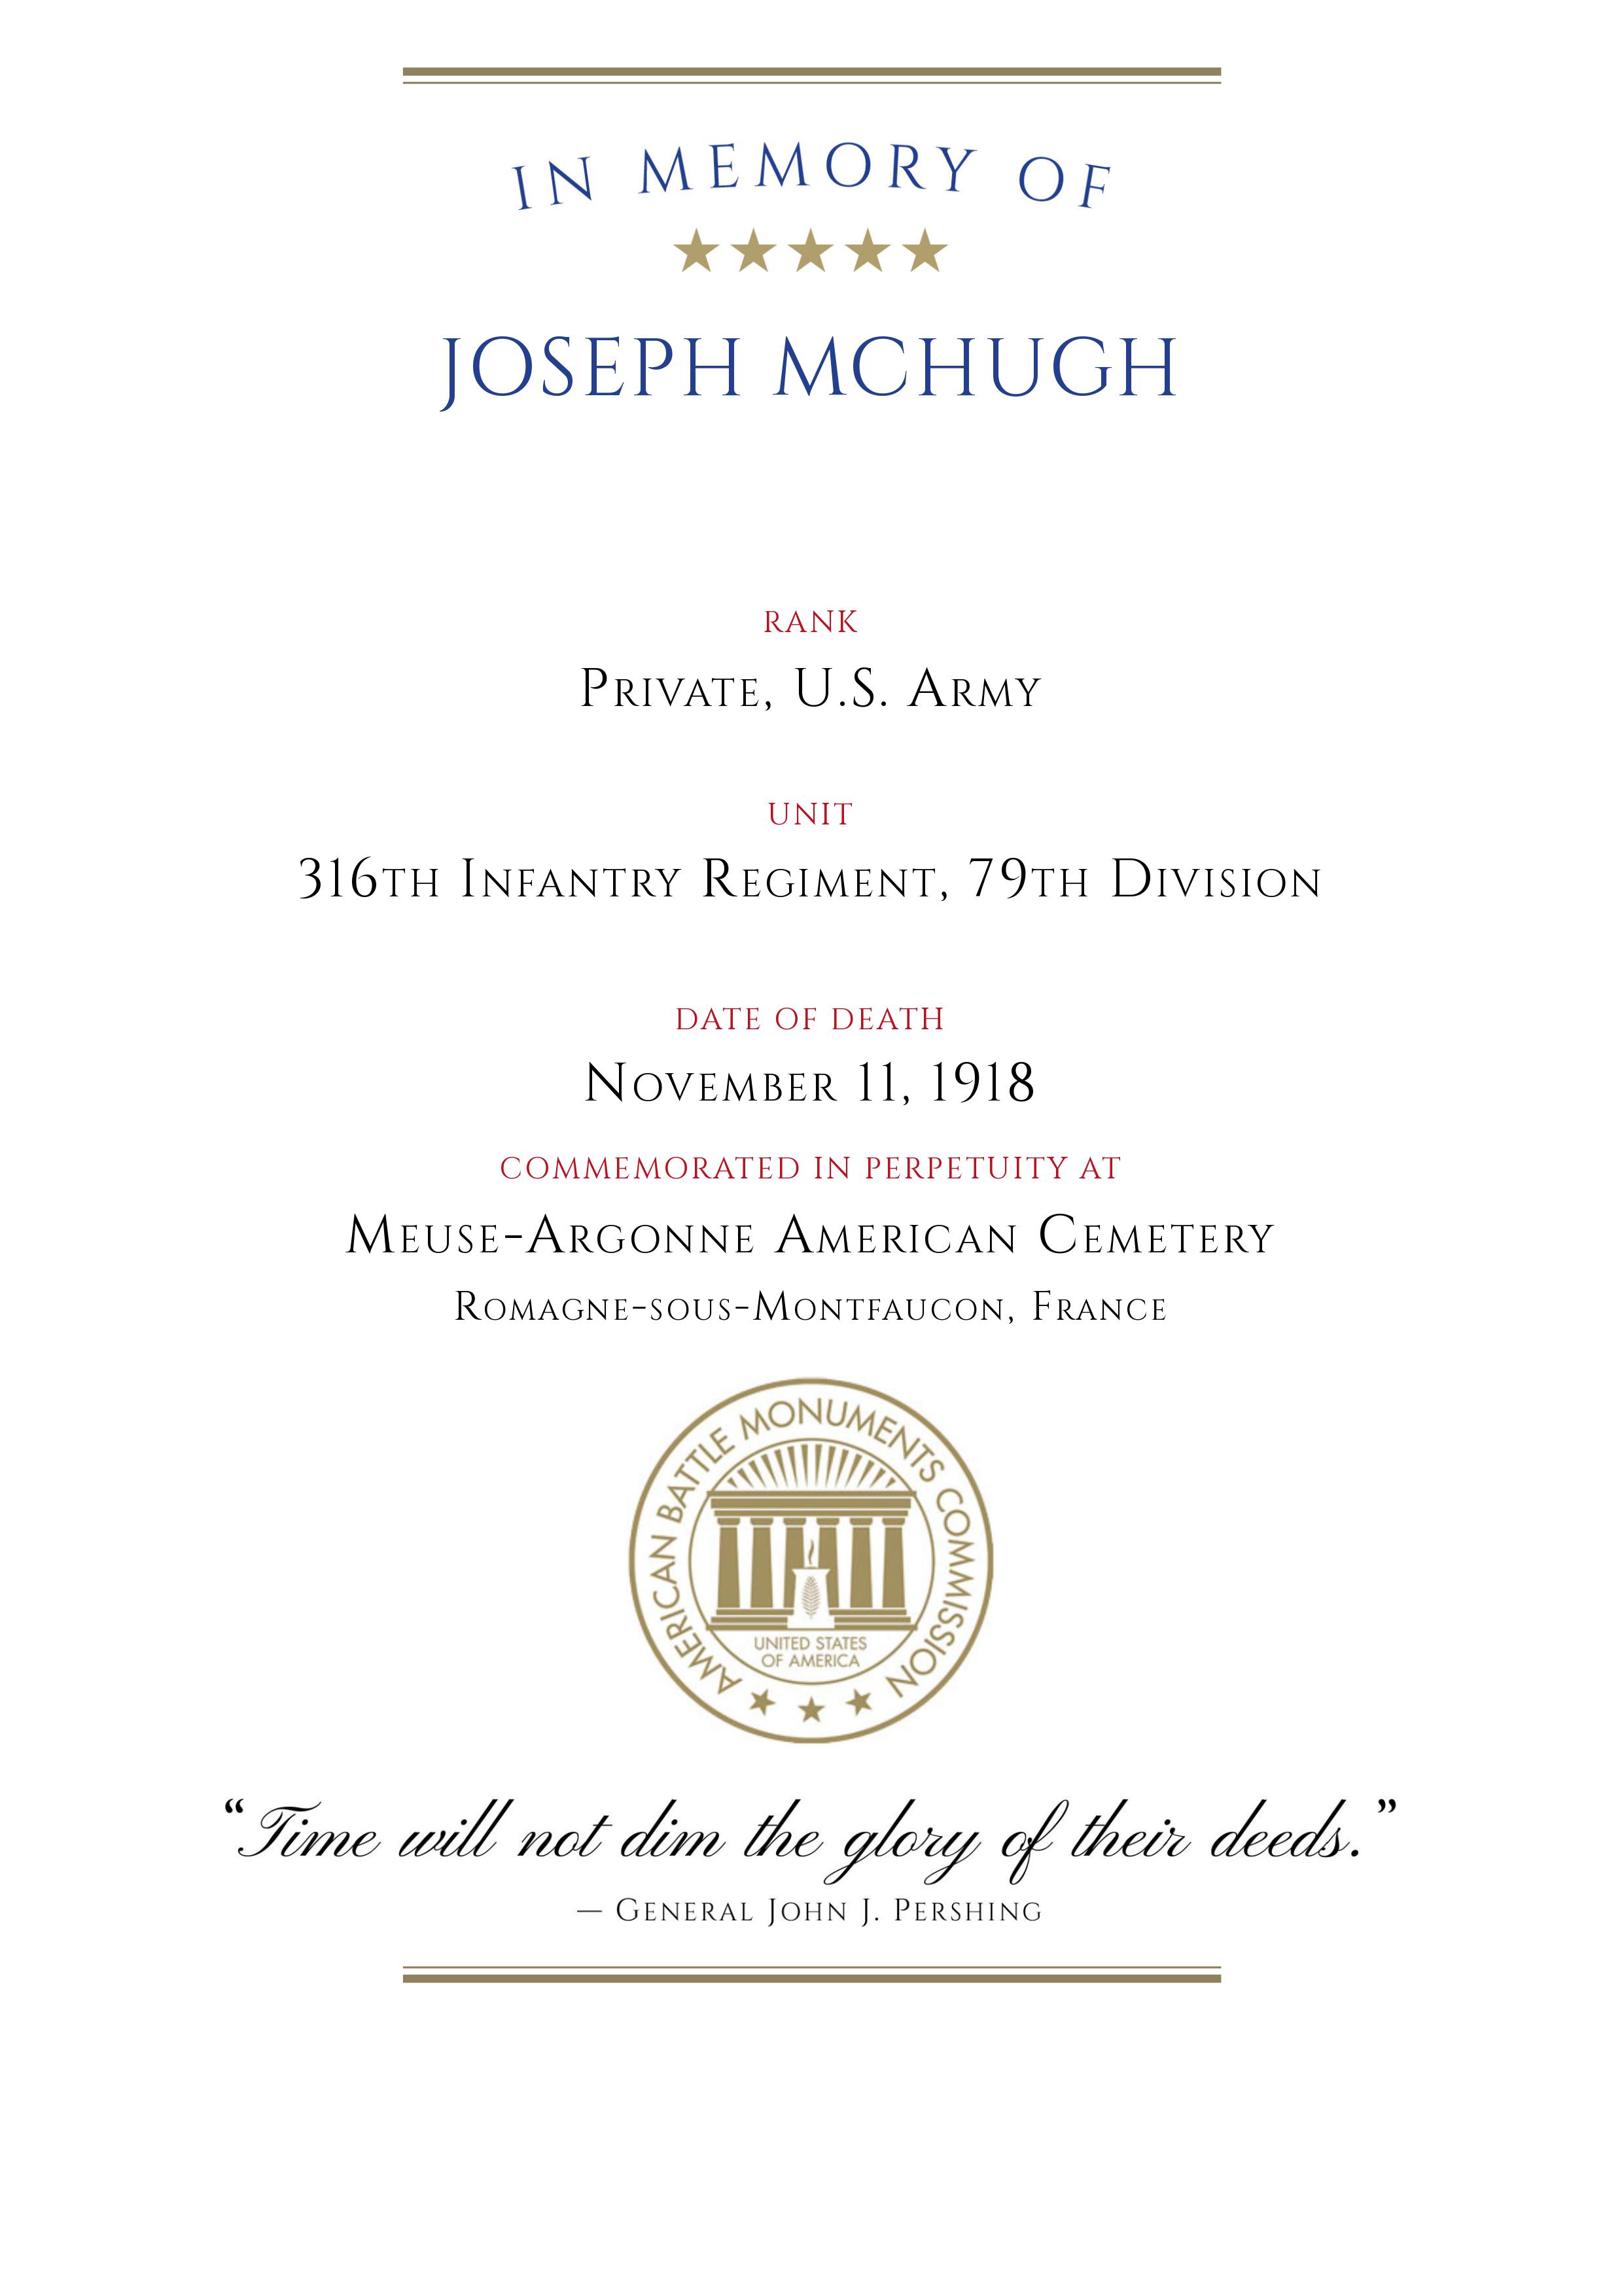 IN MEMORY OF
JOSEPH MCHUGH
RANK
Private, U.S. Army
UNIT
316th Infantry Regiment, 79th Division
DATE OF DEATH
November 11, 1918
COMMEMORATED IN PERPETUITY AT
Meuse-Argonne American Cemetery
Romagne-sous-Montfaucon, France
AMERICAN BATTLE MONUMENTS COMMISSION
UNITED STATES
OF AMERICA
“Time will not dim the glory of their deeds.”
— General John J. Pershing